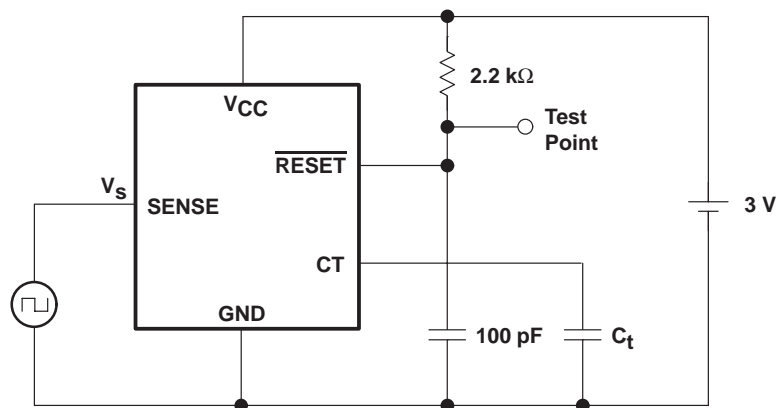 2.2 kΩ
VCC
Test
Point
RESET
VS
SENSE
3 V
CT
GND
100 pF
Ct